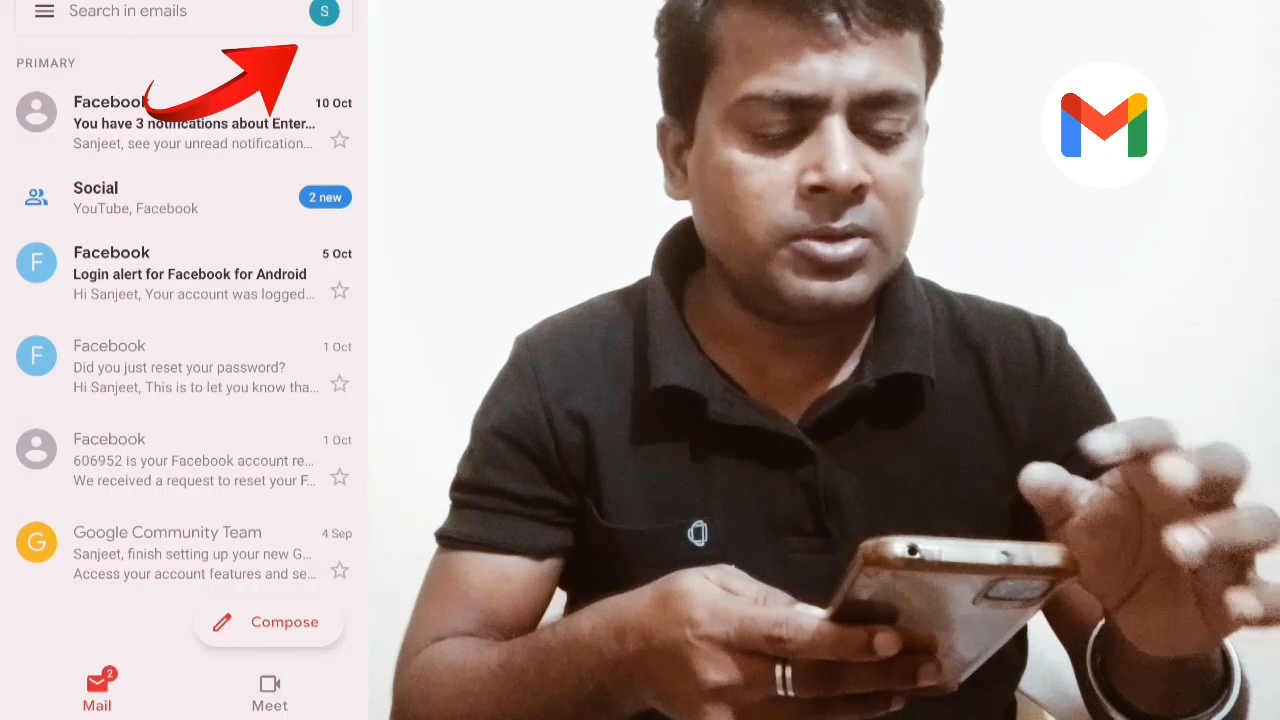 Search in emails
S
PRIMARY
Facebook
10 Oct
You have 3 notifications about Enter...
Sanjeet, see your unread notification...
Social
2 new
YouTube, Facebook
F
Facebook
5 Oct
Login alert for Facebook for Android
Hi Sanjeet, Your account was logged...
F
Facebook
1 Oct
Did you just reset your password?
Hi Sanjeet, This is to let you know tha...
Facebook
1 Oct
606952 is your Facebook account re...
We received a request to reset your F...
G
Google Community Team
4 Sep
Sanjeet, finish setting up your new G...
Access your account features and se...
Compose
2
Mail
Meet